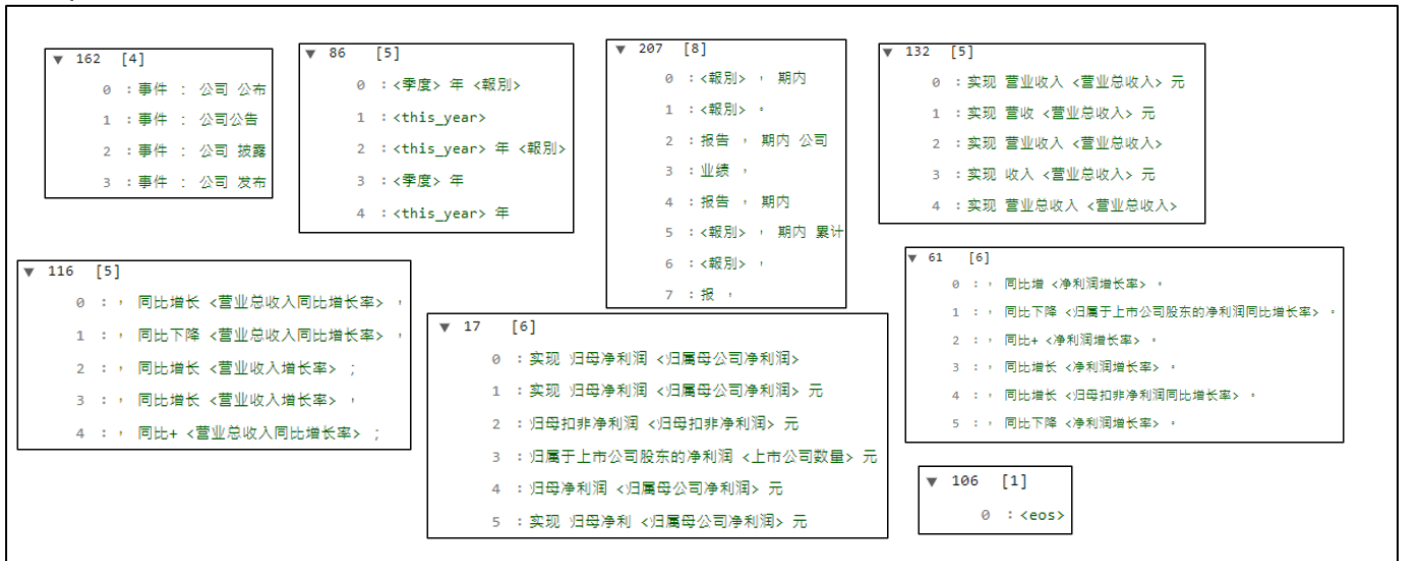 ▼ 162 [4]
0 : 事件 : 公司 公布
1 : 事件 : 公司公告
2 : 事件 : 公司 披露
3 : 事件 : 公司 发布
▼ 86 [5]
0 : <季度> 年 <報別>
1 : <this_year>
2 : <this_year> 年 <報別>
3 : <季度> 年
4 : <this_year> 年
▼ 207 [8]
0 : <報別> , 期内
1 : <報別> 。
2 : 报告 , 期内 公司
3 : 业绩 ,
4 : 报告 , 期内
5 : <報別> , 期内 累计
6 : <報別> ,
7 : 报 ,
▼ 132 [5]
0 : 实现 营业收入 <营业总收入> 元
1 : 实现 营收 <营业总收入> 元
2 : 实现 营业收入 <营业总收入>
3 : 实现 收入 <营业总收入> 元
4 : 实现 营业总收入 <营业总收入>
▼ 116 [5]
0 : , 同比增长 <营业总收入同比增长率> ,
1 : , 同比下降 <营业总收入同比增长率> ,
2 : , 同比增长 <营业收入增长率> ;
3 : , 同比增长 <营业收入增长率> ,
4 : , 同比+ <营业总收入同比增长率> ;
▼ 17 [6]
0 : 实现 归母净利润 <归属母公司净利润>
1 : 实现 归母净利润 <归属母公司净利润> 元
2 : 归母扣非净利润 <归母扣非净利润> 元
3 : 归属于上市公司股东的净利润 <上市公司数量> 元
4 : 归母净利润 <归属母公司净利润> 元
5 : 实现 归母净利 <归属母公司净利润> 元
▼ 61 [6]
0 : , 同比增 <净利润增长率> 。
1 : , 同比下降 <归属于上市公司股东的净利润同比增长率> 。
2 : , 同比+ <净利润增长率> 。
3 : , 同比增长 <净利润增长率> 。
4 : , 同比增长 <归母扣非净利润同比增长率> 。
5 : , 同比下降 <净利润增长率> 。
▼ 106 [1]
0 : <eos>